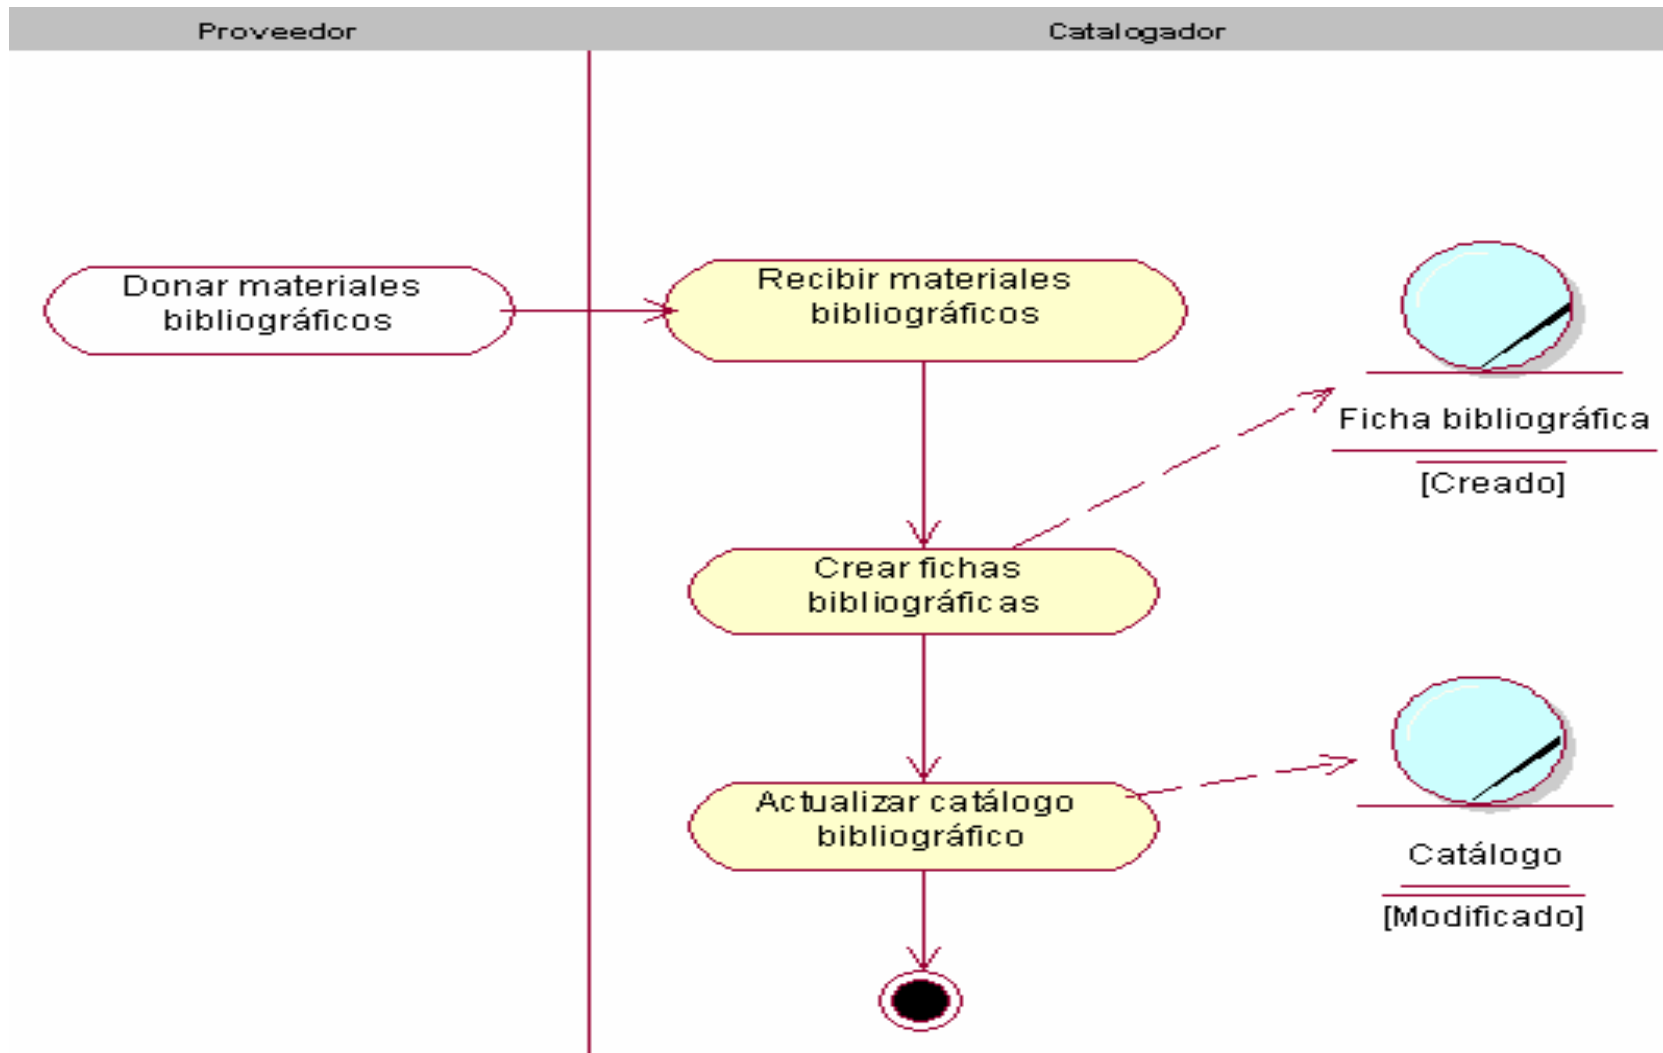 Proveedor
Catalogador
Donar materiales
bibliográficos
Recibir materiales
bibliográficos
Ficha bibliográfica
[Creado]
Crear fichas
bibliográficas
Actualizar catálogo
bibliográfico
Catálogo
[Modificado]